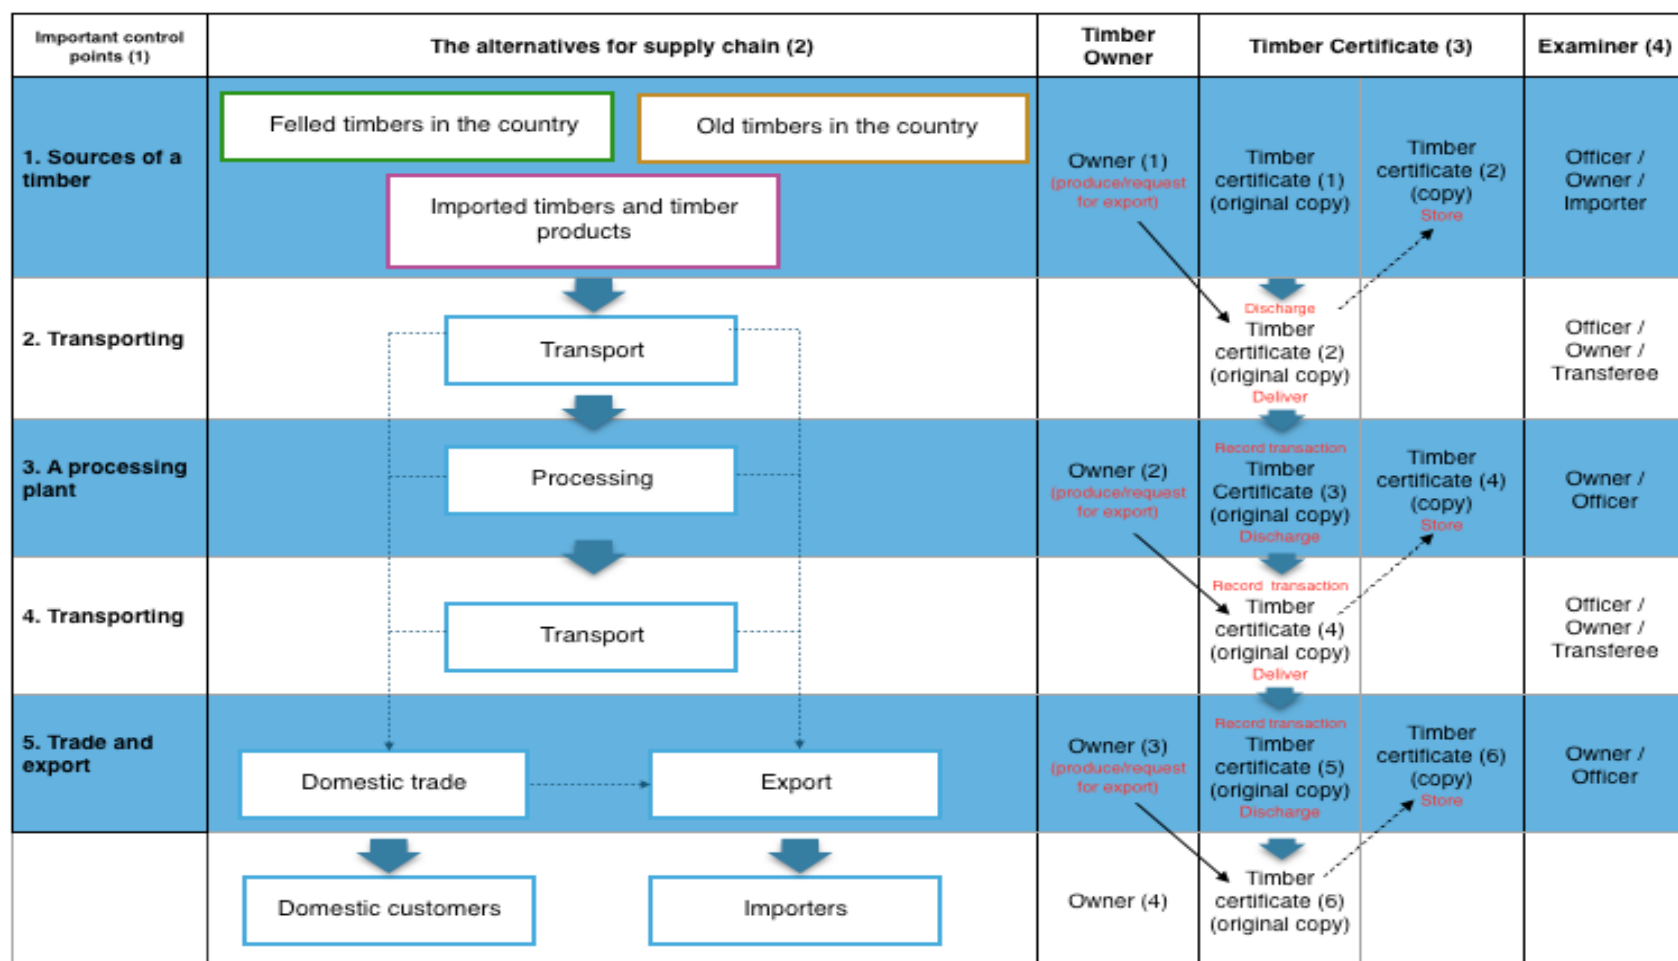 Important control
points (1)
The alternatives for supply chain (2)
Timber
Owner
Timber Certificate (3)
Examiner (4)
1. Sources of a
timber
Felled timbers in the country
Old timbers in the country
Imported timbers and timber
products
Owner (1)
(produce/request
for export)
Timber
certificate (1)
(original copy)
Timber
certificate (2)
(copy)
Store
Officer /
Owner /
Importer
2. Transporting
Transport
Discharge
Timber
certificate (2)
(original copy)
Deliver
Officer /
Owner /
Transferee
3. A processing
plant
Processing
Owner (2)
(produce/request
for export)
Record transaction
Timber
Certificate (3)
(original copy)
Discharge
Timber
certificate (4)
(copy)
Store
Owner /
Officer
4. Transporting
Transport
Record transaction
Timber
certificate (4)
(original copy)
Deliver
Officer /
Owner /
Transferee
5. Trade and
export
Domestic trade
Export
Owner (3)
(produce/request
for export)
Record transaction
Timber
certificate (5)
(original copy)
Discharge
Timber
certificate (6)
(copy)
Store
Owner /
Officer
Domestic customers
Importers
Owner (4)
Timber
certificate (6)
(original copy)